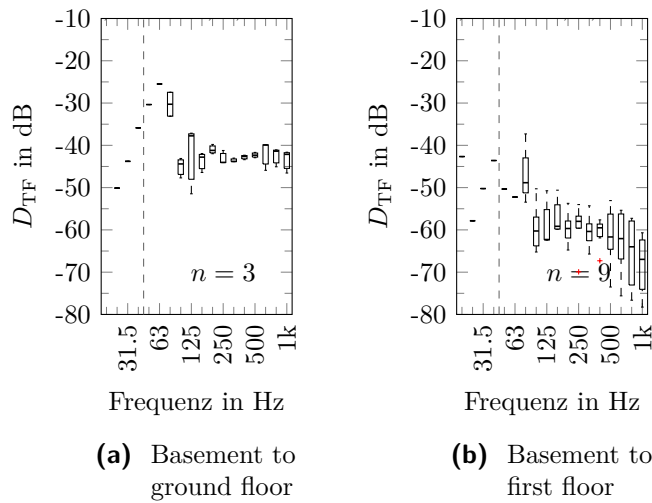 -10
-20
-30
-40
-50
-60
-70
-80
D_TF in dB
n = 3
31.5 63 125 250 500 1k
Frequenz in Hz
(a) Basement to
ground floor
-10
-20
-30
-40
-50
-60
-70
-80
D_TF in dB
n = 9
31.5 63 125 250 500 1k
Frequenz in Hz
(b) Basement to
first floor